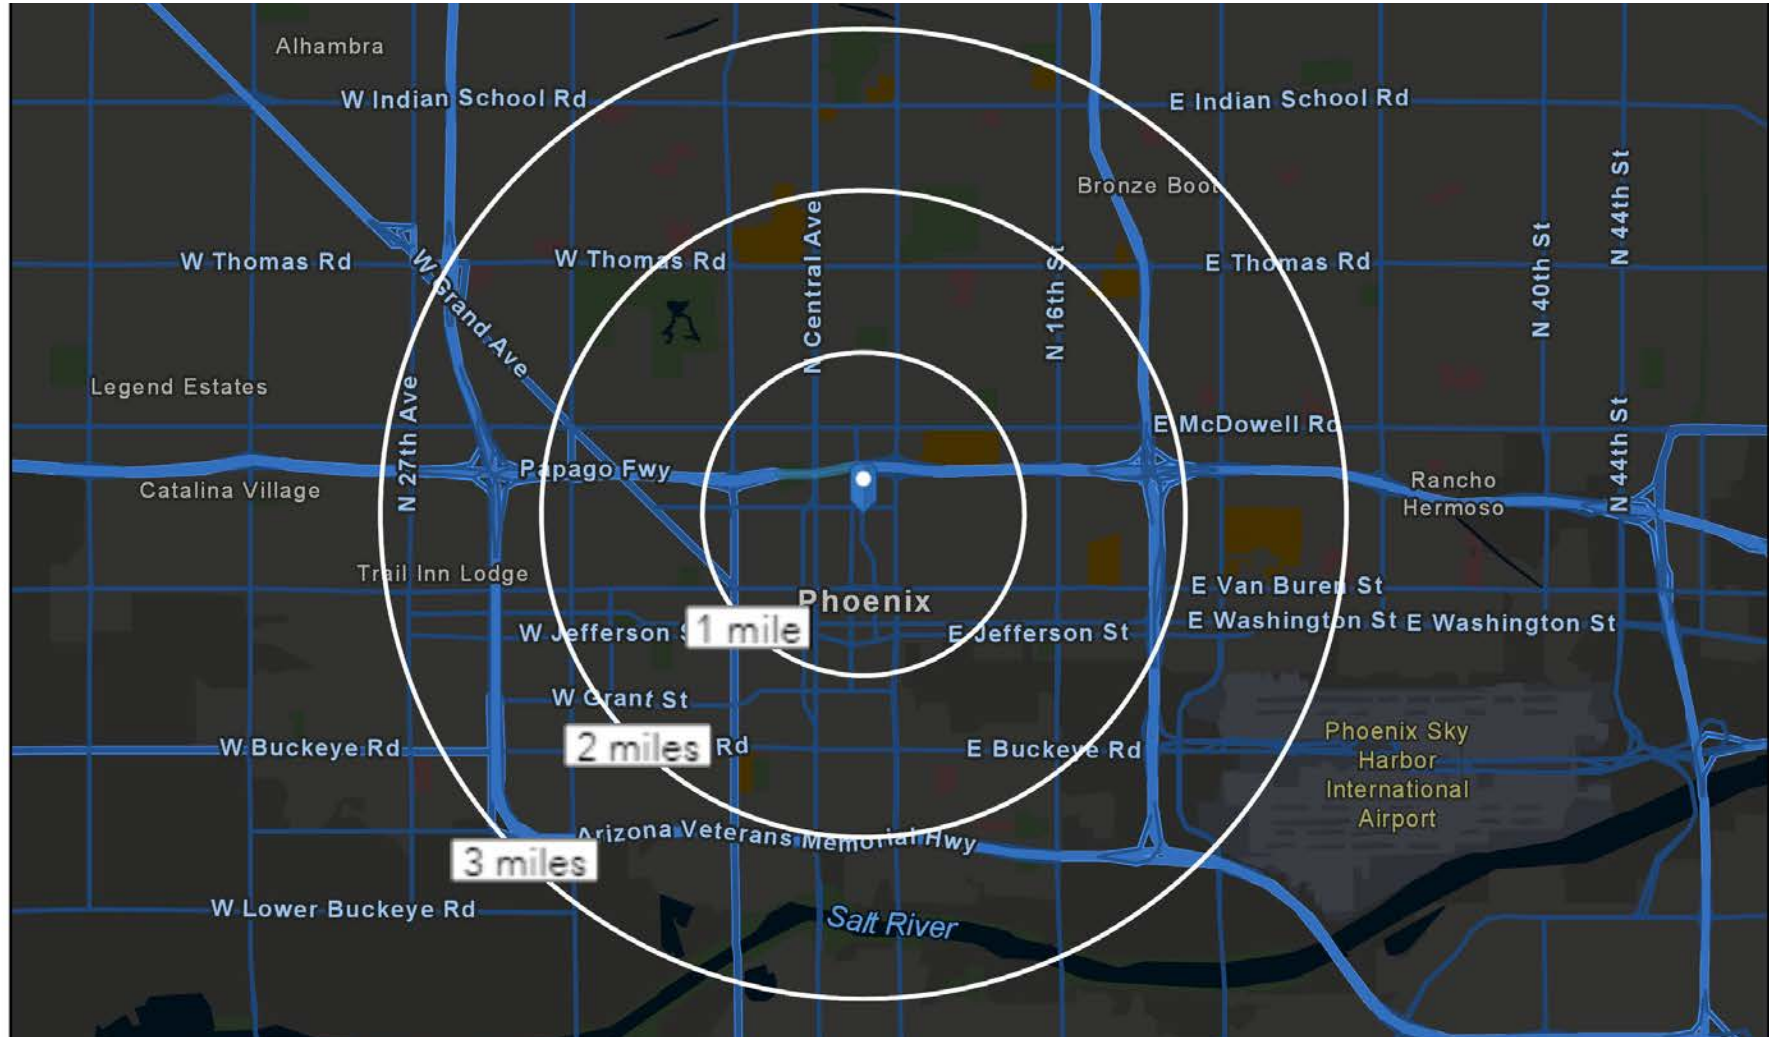 Alhambra
W Indian School Rd
E Indian School Rd
Bronze Boot
N 44th St
N Central Ave
W Thomas Rd
W Thomas Rd
E Thomas Rd
N 16th St
N 40th St
W Grand Ave
Legend Estates
N 27th Ave
E McDowell Rd
N 44th St
Papago Fwy
Catalina Village
Rancho
Hermoso
Trail Inn Lodge
E Van Buren St
Phoenix
1 mile
W Jefferson S
E Jefferson St
E Washington St
E Washington St
W Grant St
W Buckeye Rd
2 miles
Rd
E Buckeye Rd
Phoenix Sky
Harbor
International
Airport
Arizona Veterans Memorial Hwy
3 miles
W Lower Buckeye Rd
Salt River